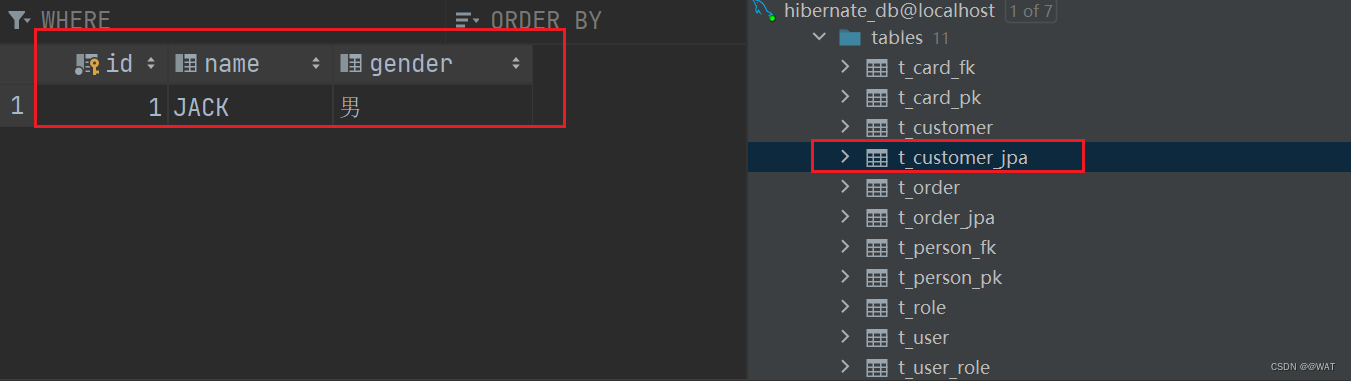 WHERE ORDER BY
id name gender
1 1 JACK 男
hibernate_db@localhost 1 of 7
tables 11
t_card_fk
t_card_pk
t_customer
t_customer_jpa
t_order
t_order_jpa
t_person_fk
t_person_pk
t_role
t_user
t_user_role
CSDN @@WAT